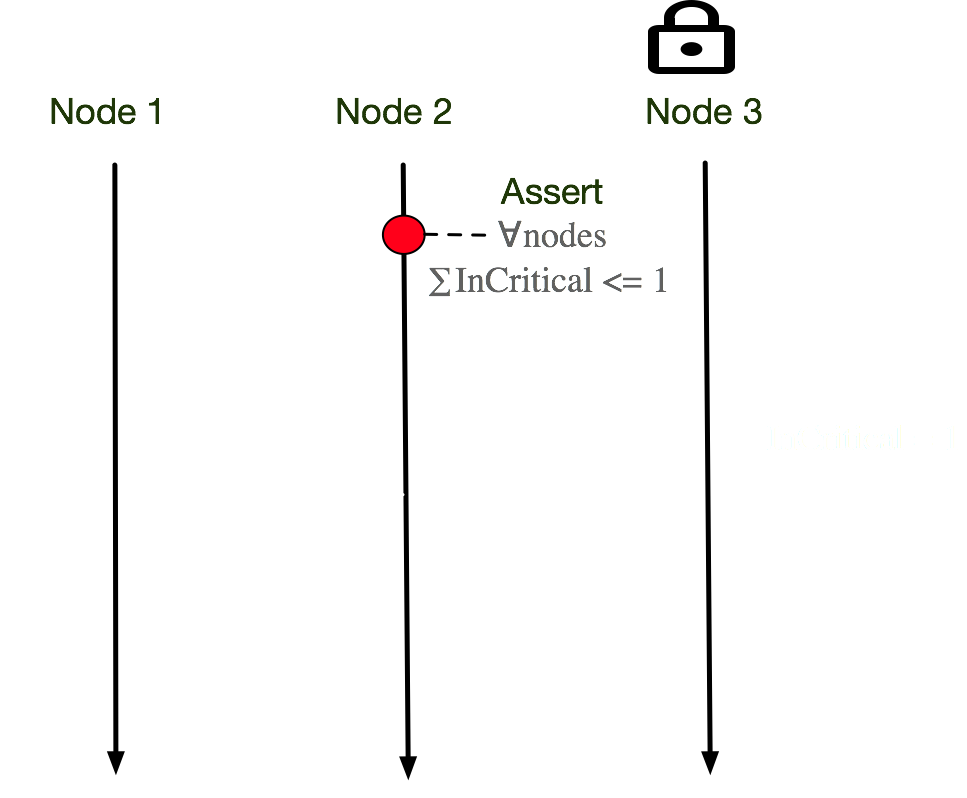 Node 1
Node 2
Node 3
Assert
∀nodes
∑InCritical <= 1